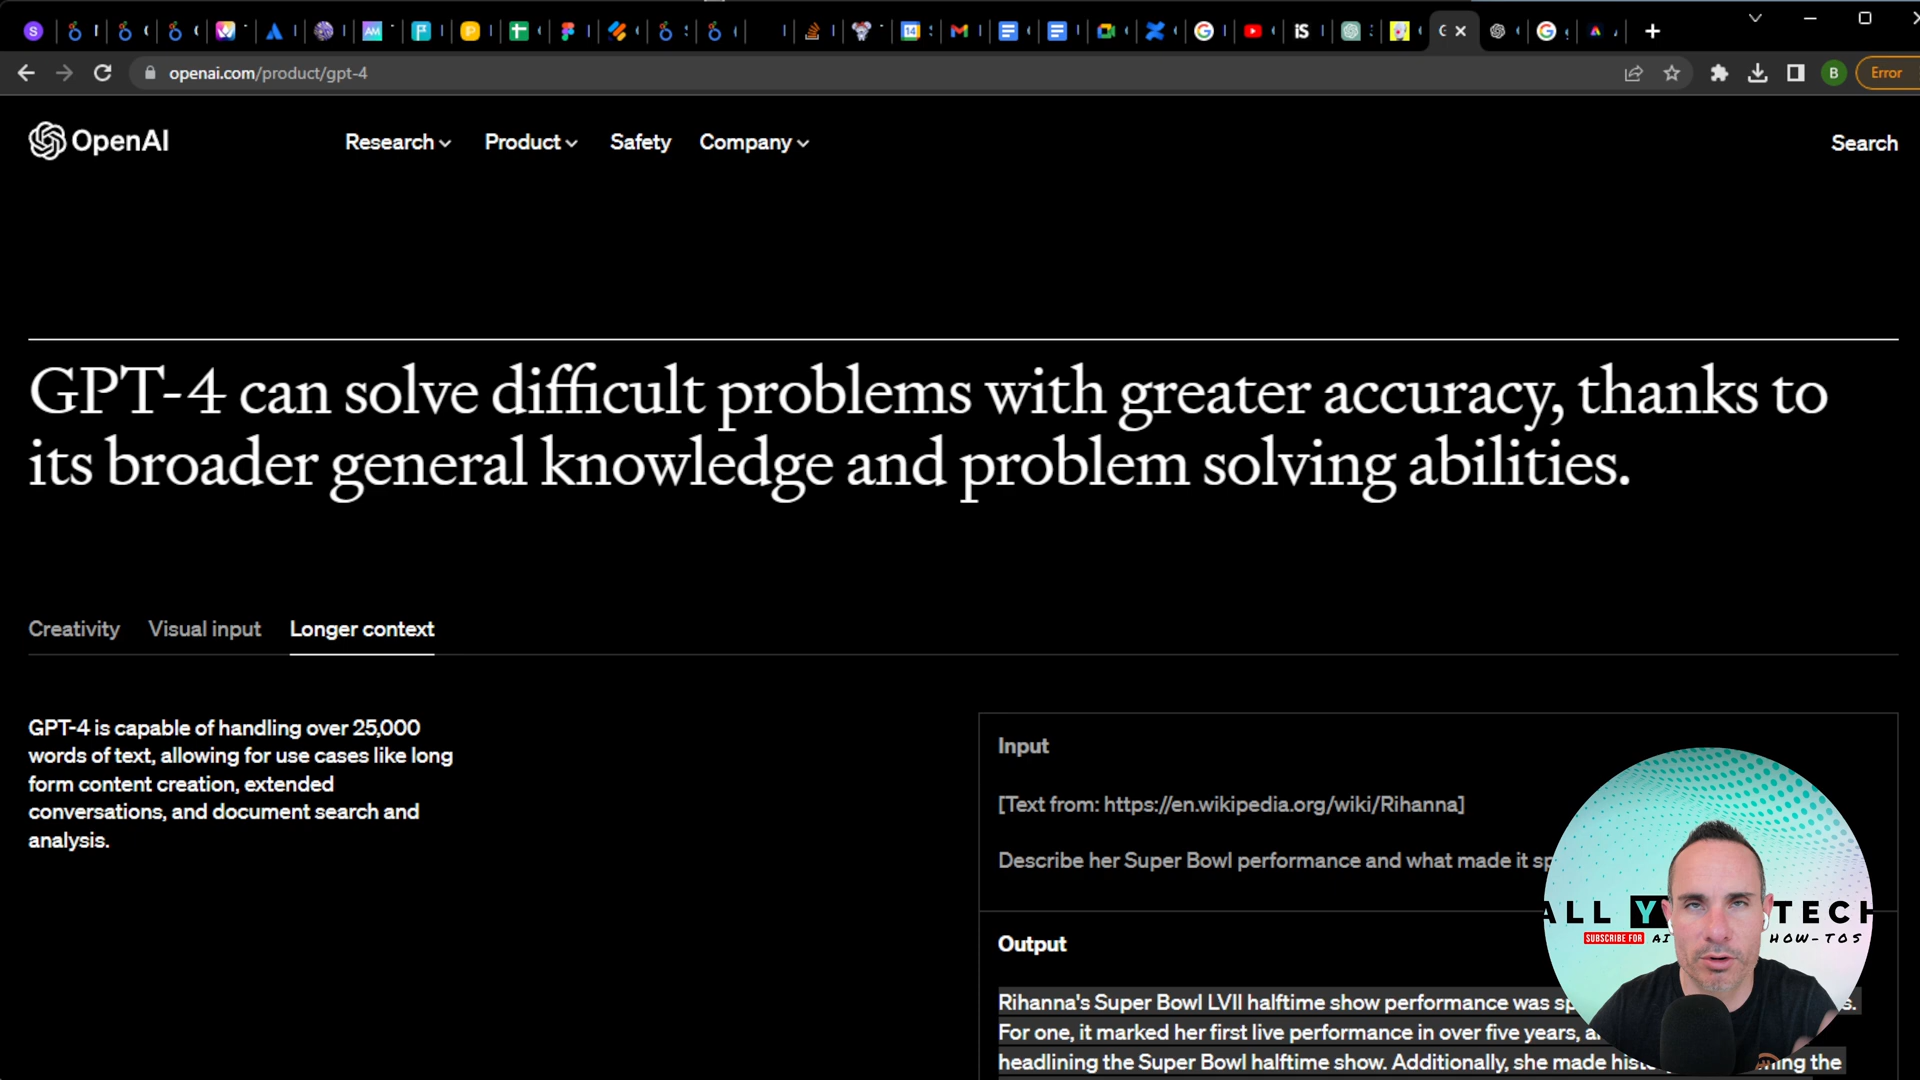 openai.com/product/gpt-4
Error
OpenAI
Research
Product
Safety
Company
Search
GPT-4 can solve difficult problems with greater accuracy, thanks to
its broader general knowledge and problem solving abilities.
Creativity
Visual input
Longer context
GPT-4 is capable of handling over 25,000
words of text, allowing for use cases like long
form content creation, extended
conversations, and document search and
analysis.
Input
[Text from: https://en.wikipedia.org/wiki/Rihanna]
Describe her Super Bowl performance and what made it
Output
Rihanna's Super Bowl LVII halftime show performance was
For one, it marked her first live performance in over five years,
headlining the Super Bowl halftime show. Additionally, she made the
ALL Y TECH
SUBSCRIBE FOR AI HOW-TOS